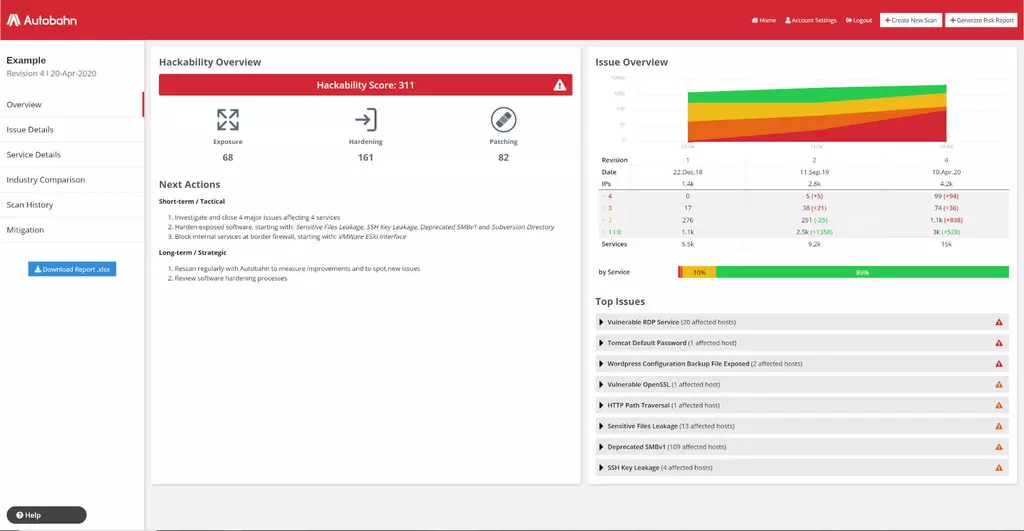 Autobahn
Home
Account Settings
Logout
+ Create New Scan
+ Generate Risk Report
Example
Revision 4 | 20-Apr-2020
Overview
Issue Details
Service Details
Industry Comparison
Scan History
Mitigation
Download Report .xlsx
Help
Hackability Overview
Hackability Score: 311
Exposure
Hardening
Patching
68
161
82
Next Actions
Short-term / Tactical
1. Investigate and close 4 major issues affecting 4 services
2. Harden exposed software, starting with: Sensitive Files Leakage, SSH Key Leakage, Deprecated SMBv1 and Subversion Directory
3. Block internal services at border firewall, starting with: VMWare ESXi Interface
Long-term / Strategic
1. Rescan regularly with Autobahn to measure improvements and to spot new issues
2. Review software hardening processes
Issue Overview
10000
1000
100
10
0
Revision 1 2 4
Date 22.Dec.18 11.Sep.19 10.Apr.20
IPs 1.4k 2.8k 4.2k
4 0 5 (+5) 99 (+94)
3 17 38 (+21) 74 (+36)
2 276 251 (-25) 1.1k (+838)
1 | 0 1.1k 2.5k (+1358) 3k (+528)
Services 5.5k 9.2k 15k
by Service 10% 89%
Top Issues
Vulnerable RDP Service (20 affected hosts)
Tomcat Default Password (1 affected host)
Wordpress Configuration Backup File Exposed (2 affected hosts)
Vulnerable OpenSSL (1 affected host)
HTTP Path Traversal (1 affected host)
Sensitive Files Leakage (13 affected hosts)
Deprecated SMBv1 (109 affected hosts)
SSH Key Leakage (4 affected hosts)